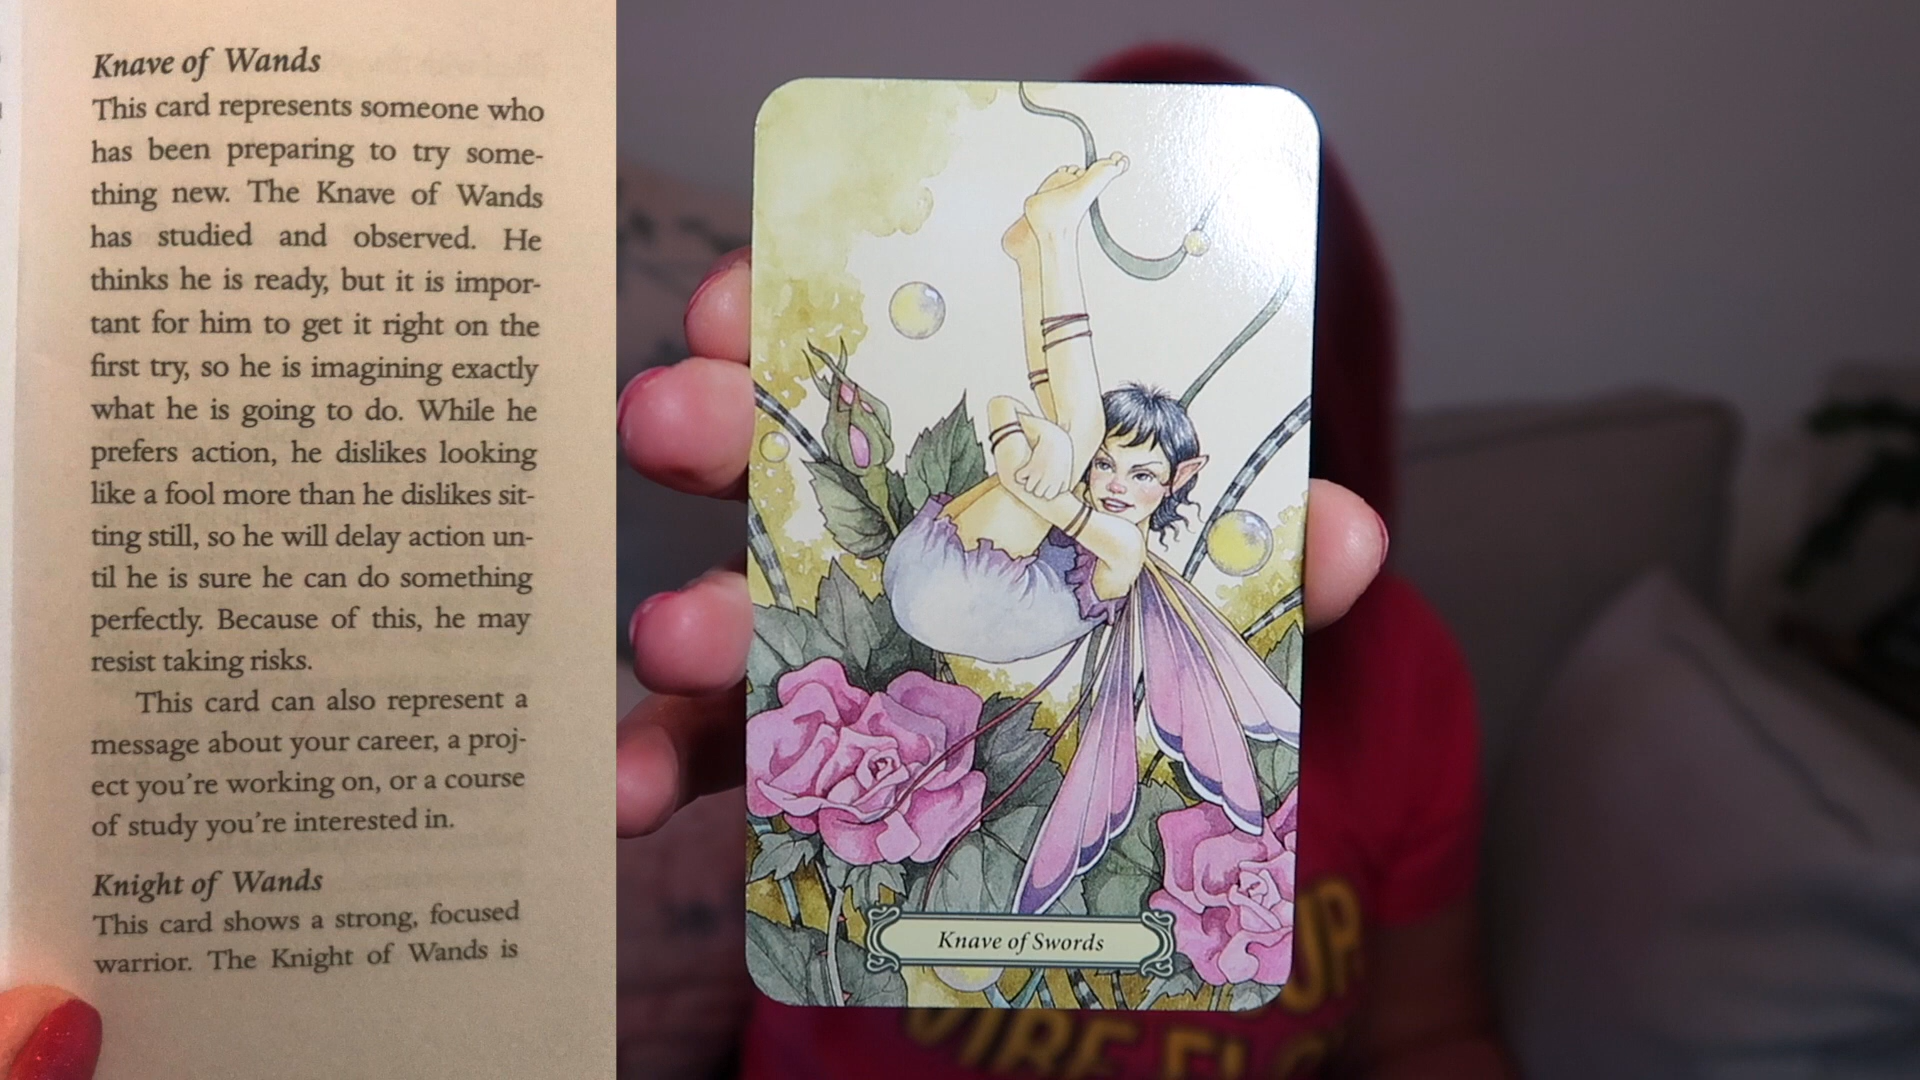 Knave of Wands
This card represents someone who
has been preparing to try some-
thing new. The Knave of Wands
has studied and observed. He
thinks he is ready, but it is impor-
tant for him to get it right on the
first try, so he is imagining exactly
what he is going to do. While he
prefers action, he dislikes looking
like a fool more than he dislikes sit-
ting still, so he will delay action un-
til he is sure he can do something
perfectly. Because of this, he may
resist taking risks.
This card can also represent a
message about your career, a proj-
ect you're working on, or a course
of study you're interested in.
Knight of Wands
This card shows a strong, focused
warrior. The Knight of Wands is
Knave of Swords